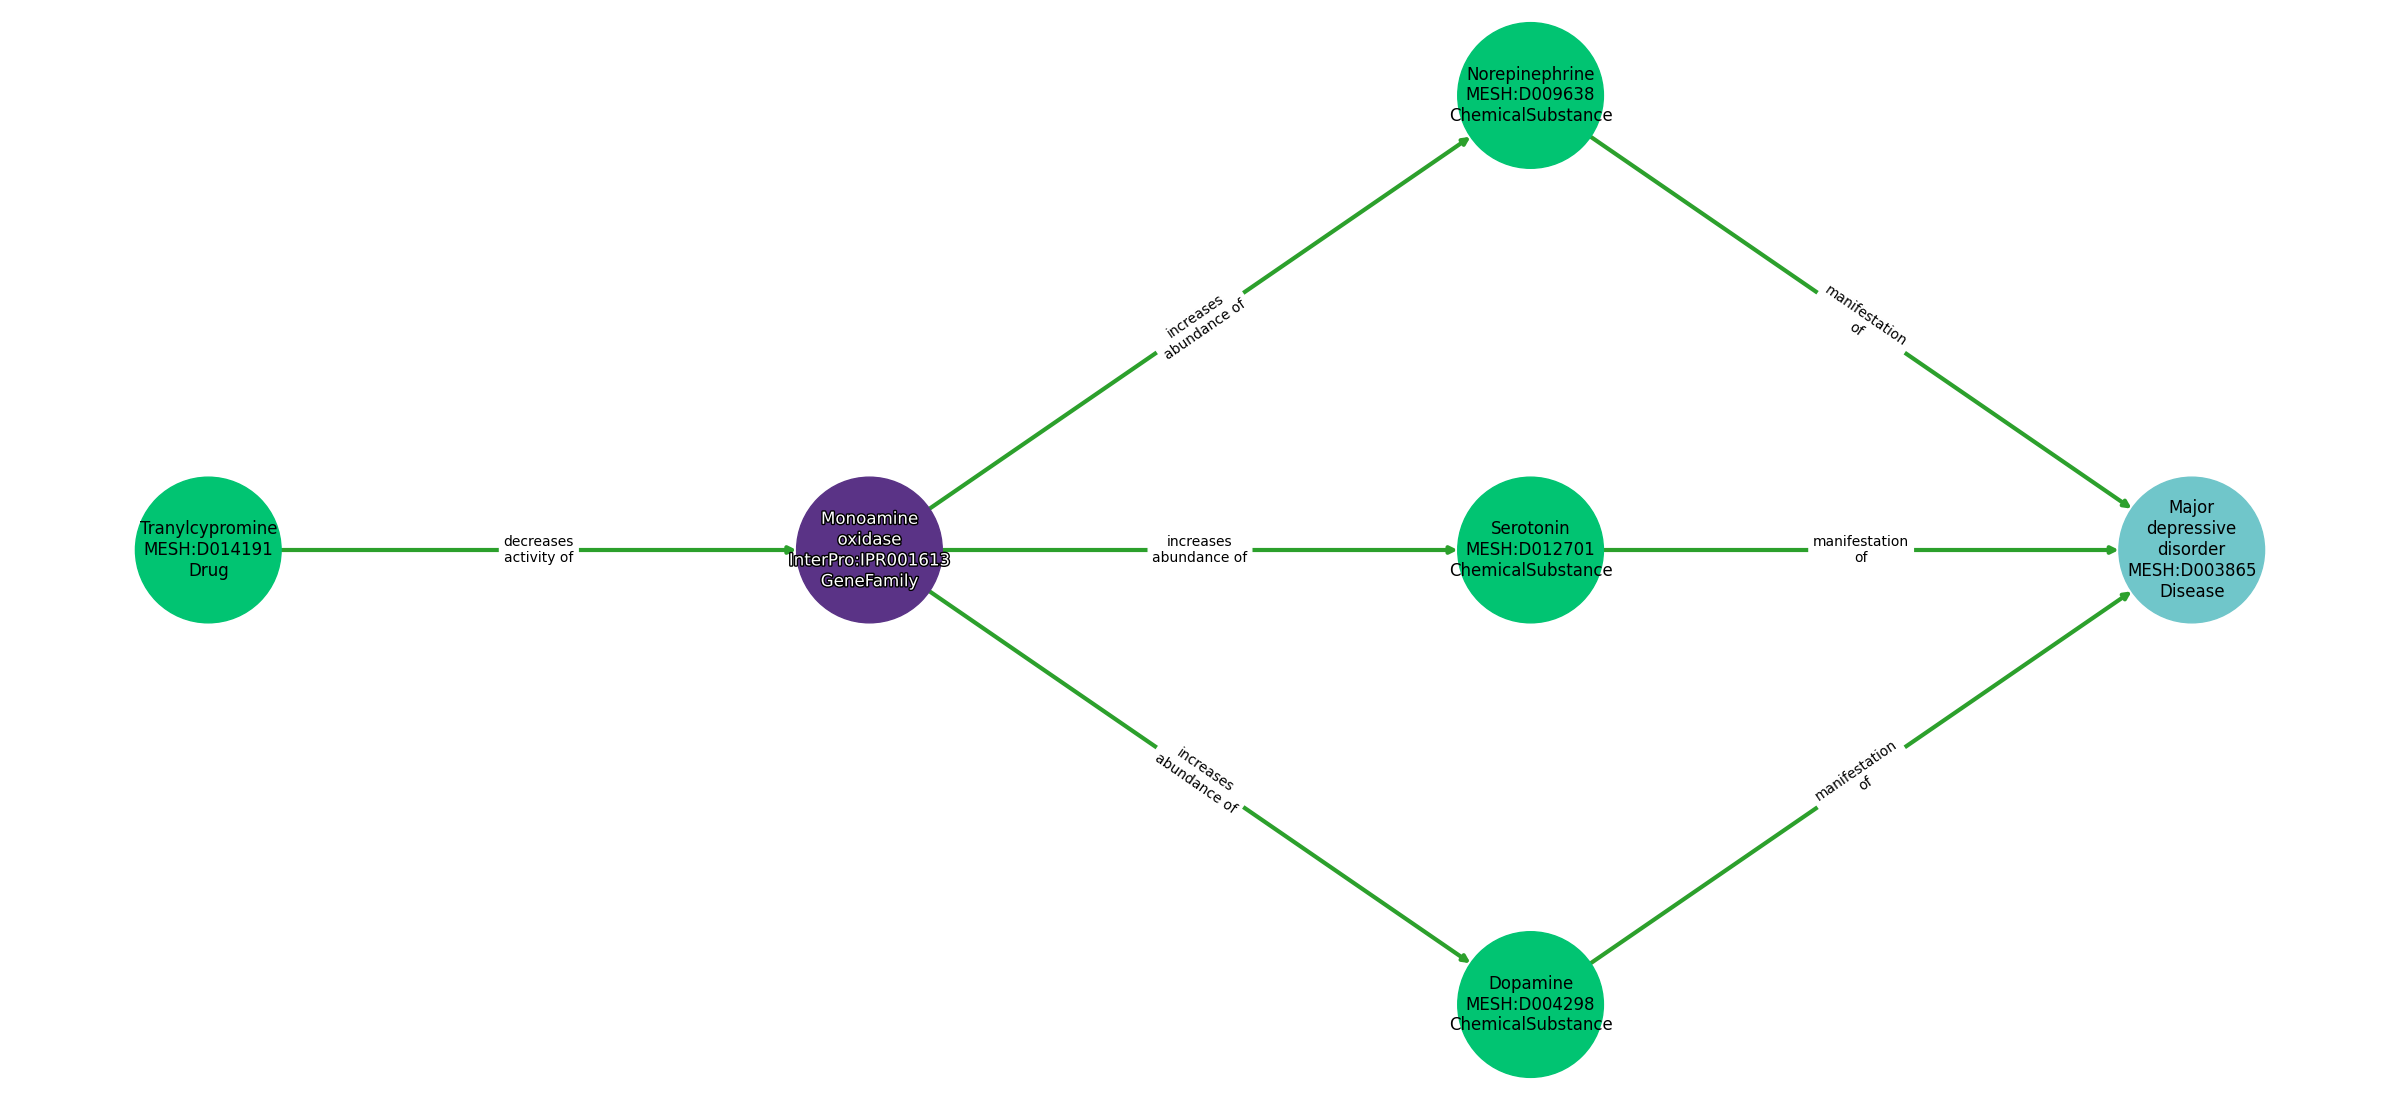 Norepinephrine
MESH:D009638
ChemicalSubstance
increases
abundance of
manifestation
of
Tranylcypromine
MESH:D014191
Drug
decreases
activity of
Monoamine
oxidase
InterPro:IPR001613
GeneFamily
increases
abundance of
Serotonin
MESH:D012701
ChemicalSubstance
manifestation
of
Major
depressive
disorder
MESH:D003865
Disease
increases
abundance of
manifestation
of
Dopamine
MESH:D004298
ChemicalSubstance